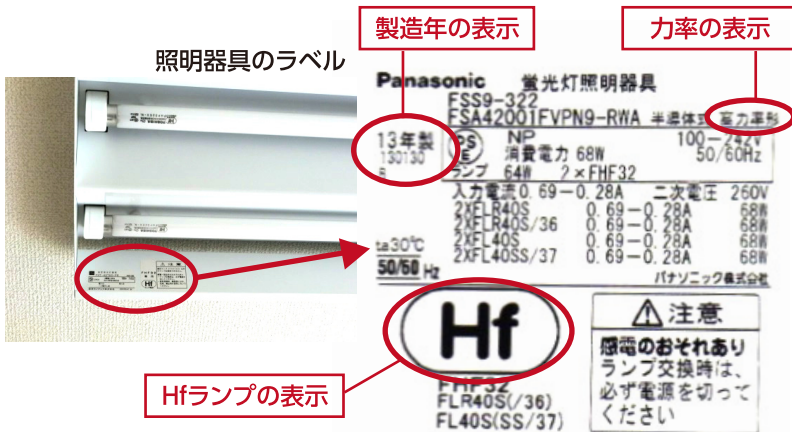 製造年の表示
力率の表示
照明器具のラベル
Panasonic 蛍光灯照明器具
FSS9-322
FSA42001FVPN9-RWA 半導体式 高力率形
13年製
130130
PS
E
NP
100-242V
消費電力 68W
50/60Hz
ランプ 64W 2×FHF32
入力電流0.69-0.28A 二次電圧 260V
2XFLR40S 0.69-0.28A 68W
2XFLR40S/36 0.69-0.28A 68W
2XFL40S 0.69-0.28A 68W
2XFL40SS/37 0.69-0.28A 68W
ta30℃
50/60 Hz
パナソニック株式会社
Hf
注意
感電のおそれあり
ランプ交換時は、
必ず電源を切って
ください
Hfランプの表示
FHF32
FLR40S(/36)
FL40S(SS/37)
Hf